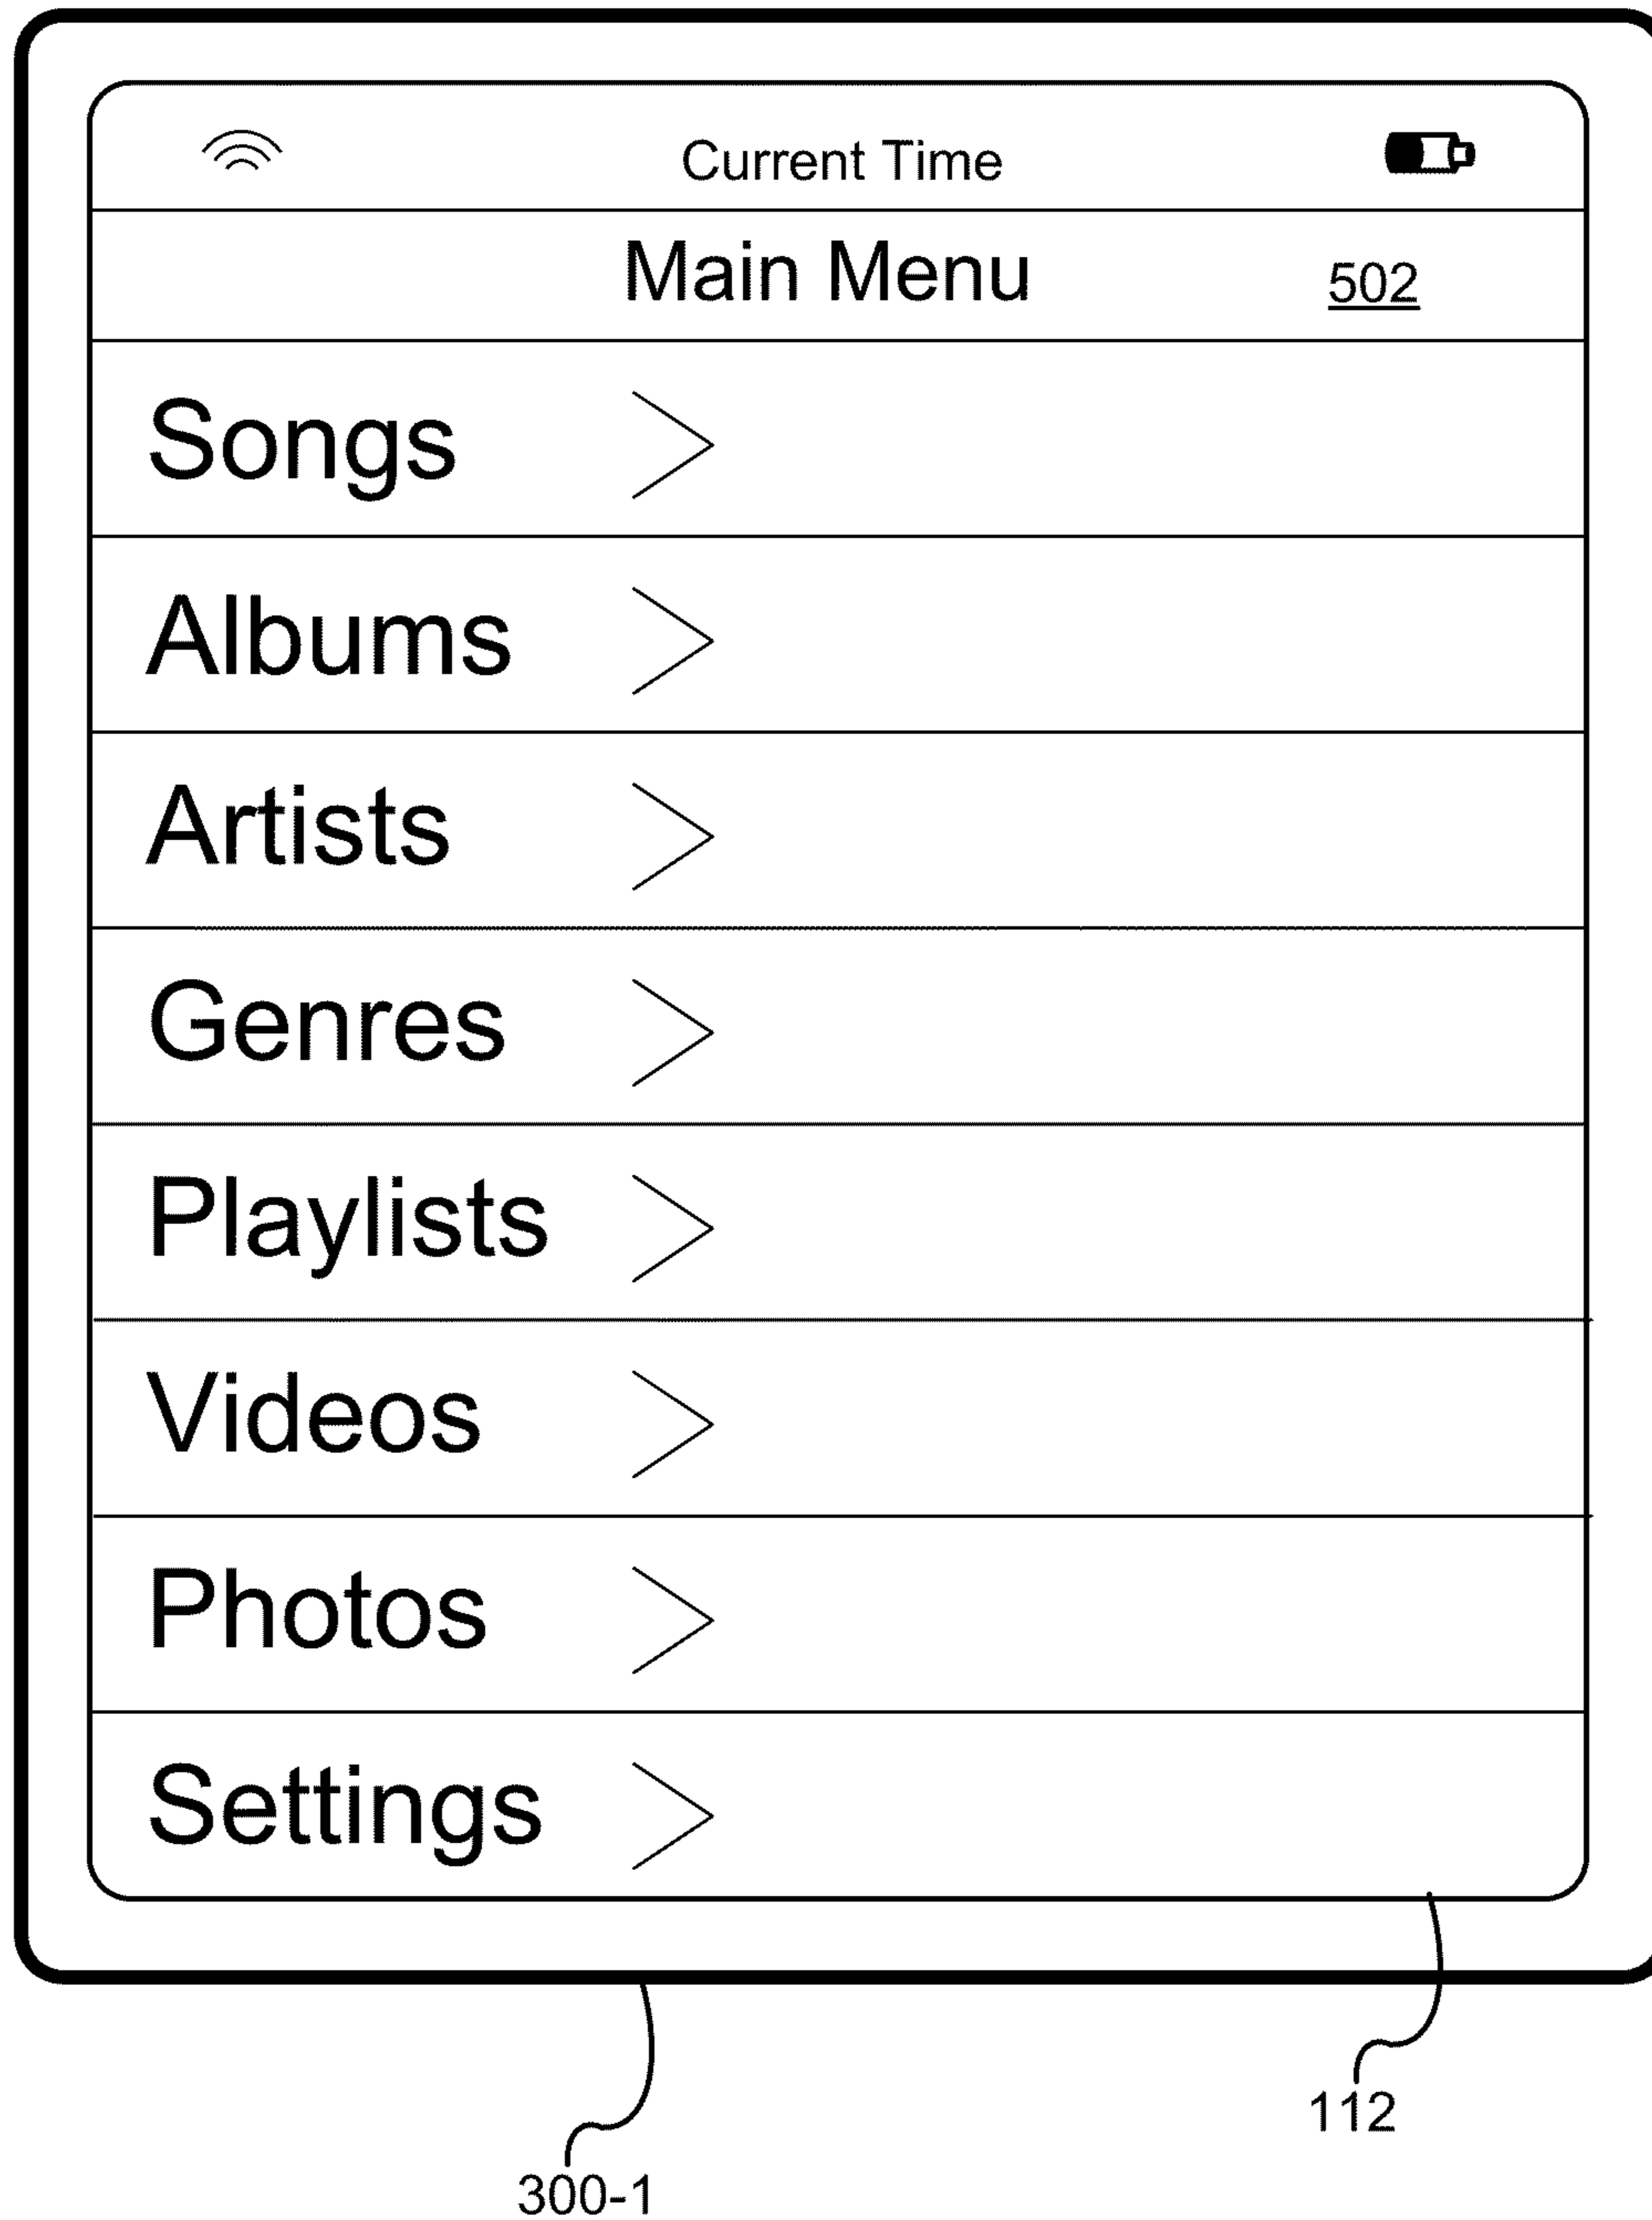 Current Time
Main Menu 502
Songs
Albums
Artists
Genres
Playlists
Videos
Photos
Settings
112
300-1